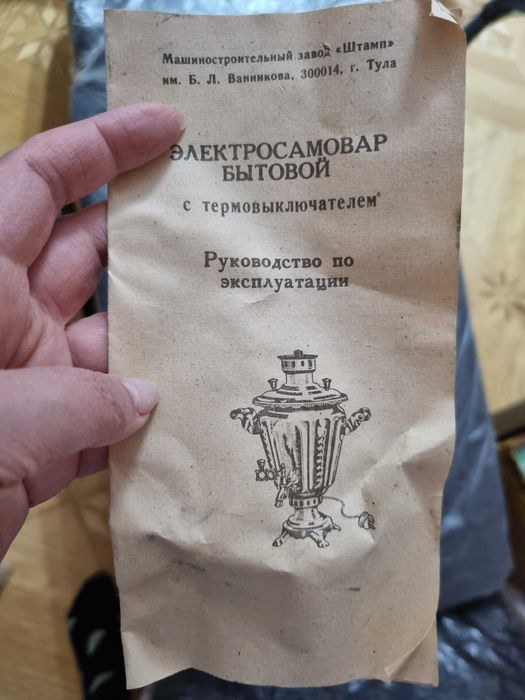 Машиностроительный завод «Штамп»
им. Б. Л. Ванникова, 300014, г. Тула
ЭЛЕКТРОСАМОВАР
БЫТОВОЙ
с термовыключателем
Руководство по
эксплуатации